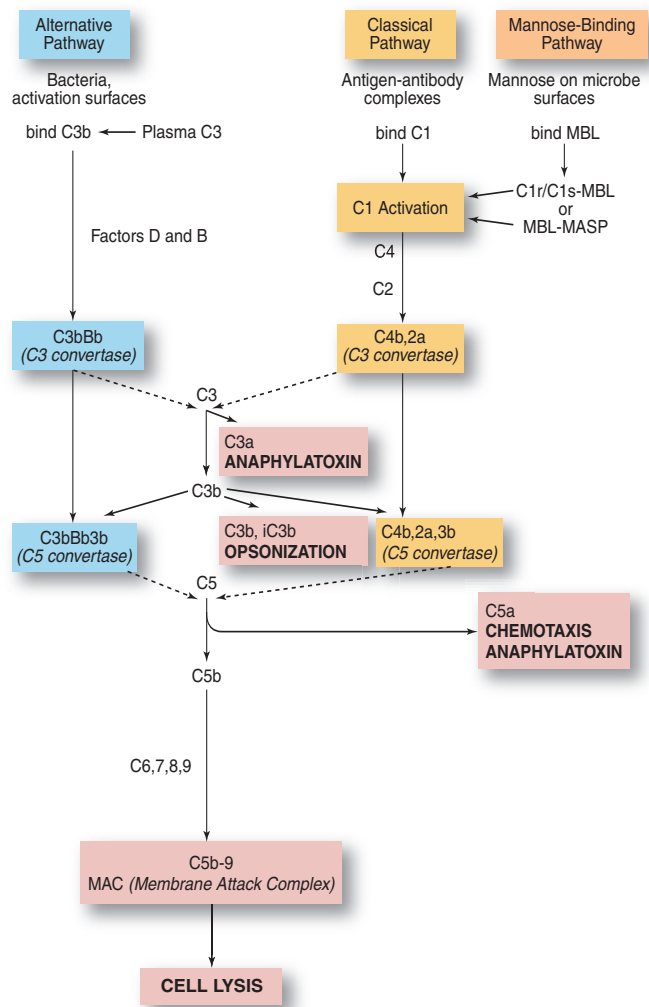 Alternative
Pathway
Classical
Pathway
Mannose-Binding
Pathway
Bacteria,
activation surfaces
Antigen-antibody
complexes
Mannose on microbe
surfaces
bind C3b
Plasma C3
bind C1
bind MBL
C1 Activation
C1r/C1s-MBL
or
MBL-MASP
Factors D and B
C4
C2
C3bBb
(C3 convertase)
C4b,2a
(C3 convertase)
C3
C3a
ANAPHYLATOXIN
C3b
C3bBb3b
(C5 convertase)
C3b, iC3b
OPSONIZATION
C4b,2a,3b
(C5 convertase)
C5
C5a
CHEMOTAXIS
ANAPHYLATOXIN
C5b
C6,7,8,9
C5b-9
MAC (Membrane Attack Complex)
CELL LYSIS